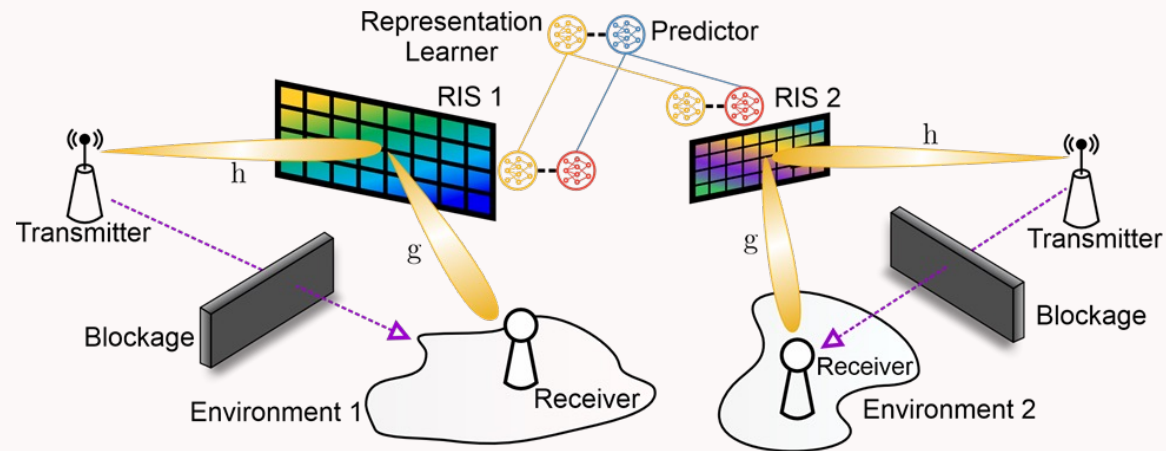 Representation
Learner
Predictor
RIS 1
RIS 2
h
h
Transmitter
g
g
Transmitter
Blockage
Blockage
Receiver
Receiver
Environment 1
Environment 2